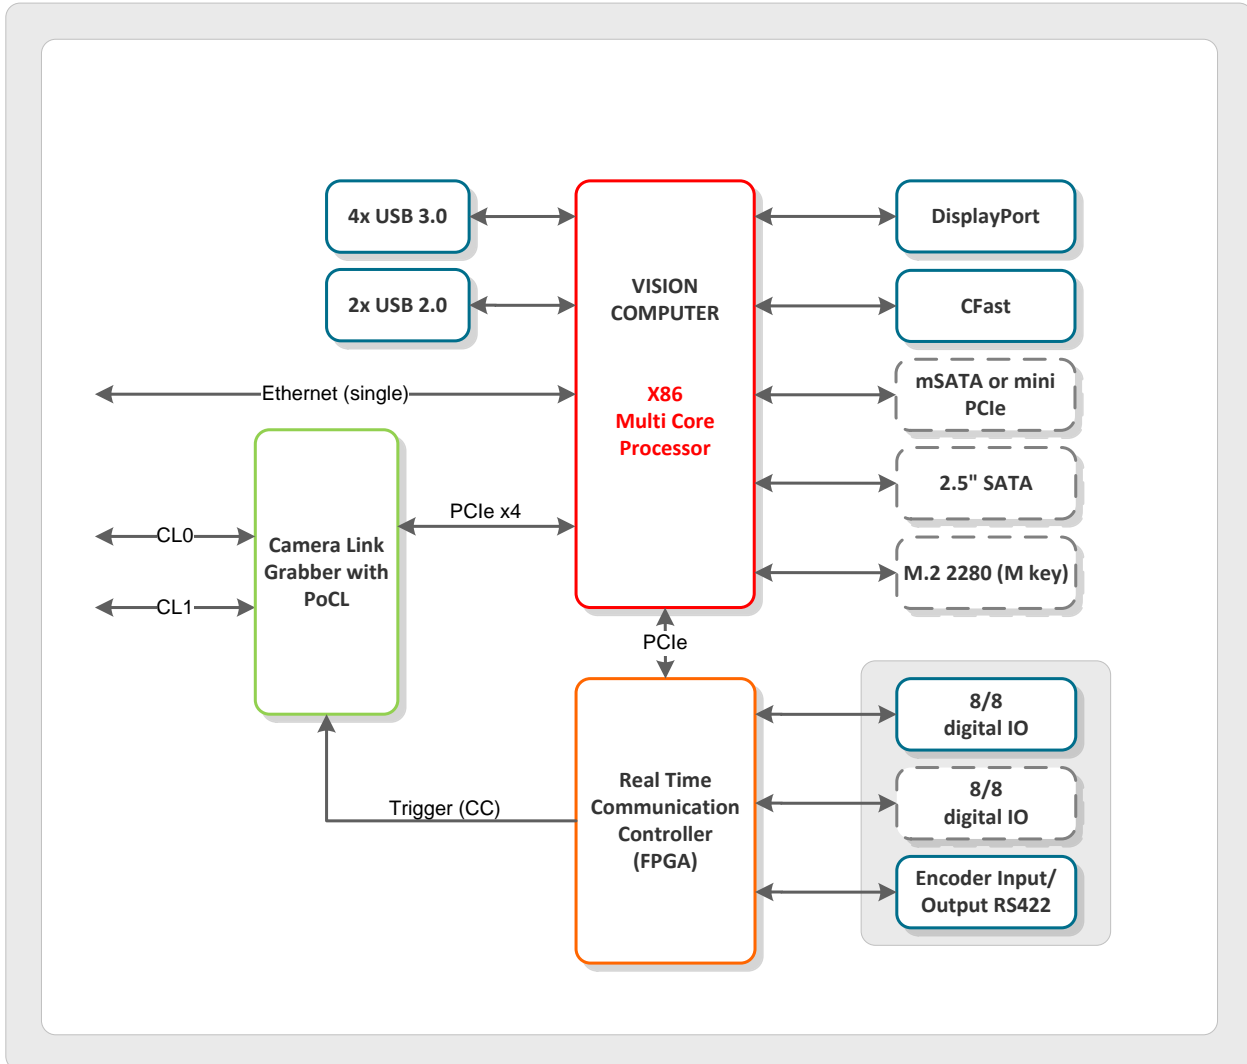 4x USB 3.0
DisplayPort
2x USB 2.0
VISION
COMPUTER
CFast
Ethernet (single)
X86
Multi Core
Processor
mSATA or mini
PCIe
2.5" SATA
PCIe x4
CL0
CL1
Camera Link
Grabber with
PoCL
M.2 2280 (M key)
PCIe
8/8
digital IO
Trigger (CC)
Real Time
Communication
Controller
(FPGA)
8/8
digital IO
Encoder Input/
Output RS422